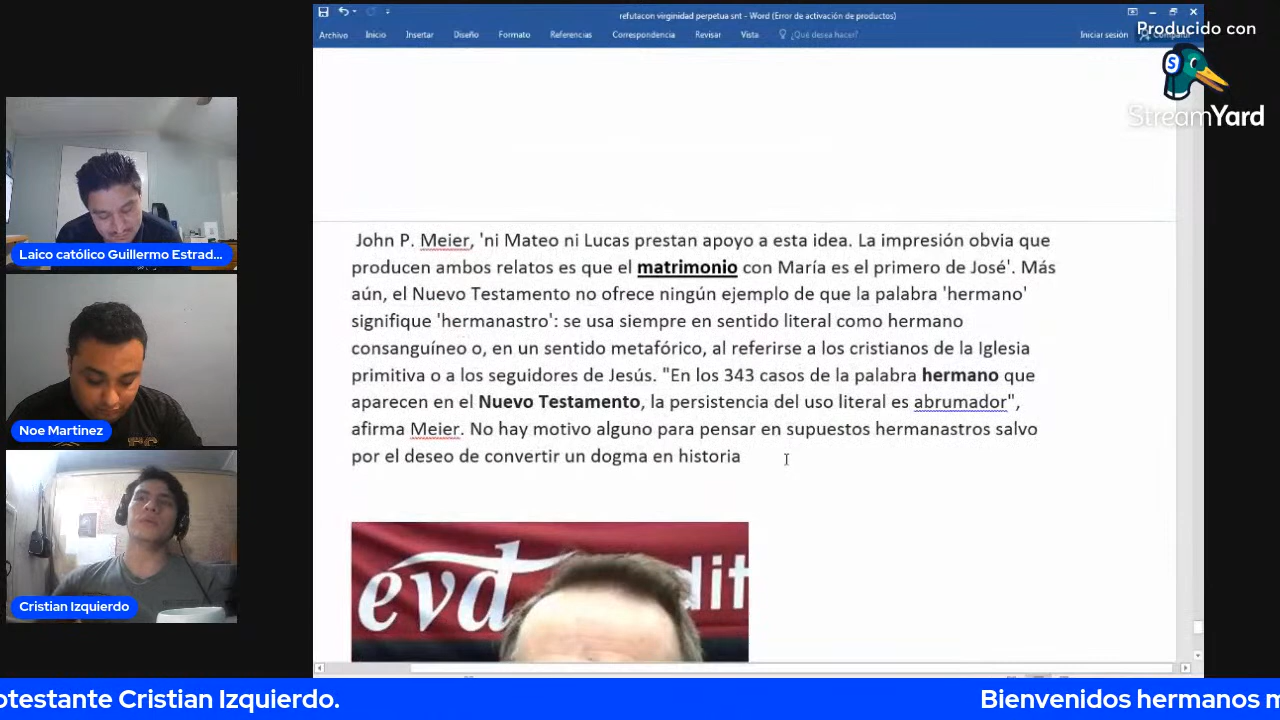 refutacon virginidad perpetua snt - Word (Error de activación de productos)
Archivo Inicio Insertar Diseño Formato Referencias Correspondencia Revisar Vista ¿Qué desea hacer? Iniciar sesión
Producido con
StreamYard
Laico católico Guillermo Estrad...
Noe Martinez
Cristian Izquierdo
John P. Meier, 'ni Mateo ni Lucas prestan apoyo a esta idea. La impresión obvia que
producen ambos relatos es que el matrimonio con María es el primero de José'. Más
aún, el Nuevo Testamento no ofrece ningún ejemplo de que la palabra 'hermano'
signifique 'hermanastro': se usa siempre en sentido literal como hermano
consanguíneo o, en un sentido metafórico, al referirse a los cristianos de la Iglesia
primitiva o a los seguidores de Jesús. "En los 343 casos de la palabra hermano que
aparecen en el Nuevo Testamento, la persistencia del uso literal es abrumador",
afirma Meier. No hay motivo alguno para pensar en supuestos hermanastros salvo
por el deseo de convertir un dogma en historia
evd dit
otestante Cristian Izquierdo. Bienvenidos hermanos m